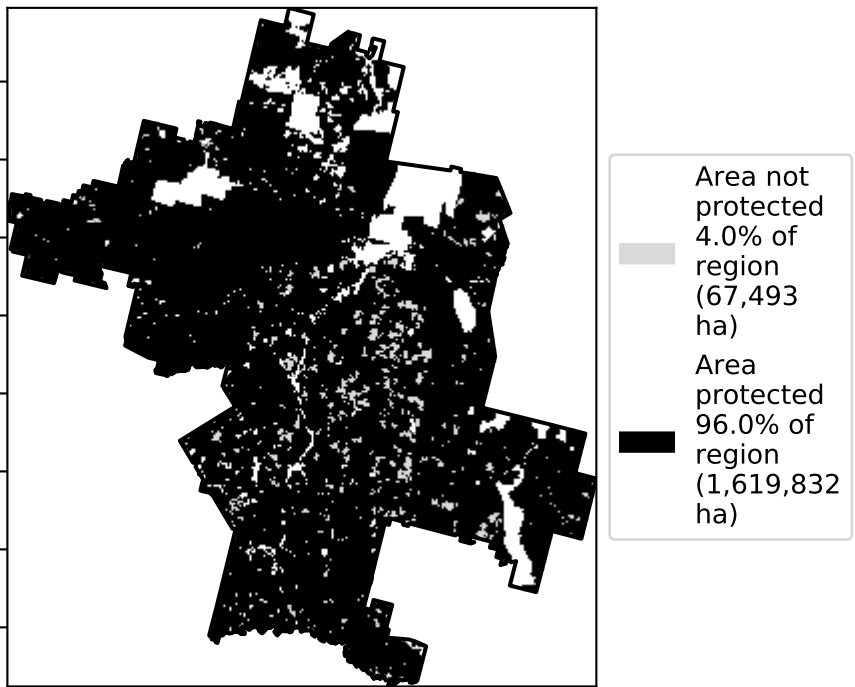 Area not
protected
4.0% of
region
(67,493
ha)
Area
protected
96.0% of
region
(1,619,832
ha)